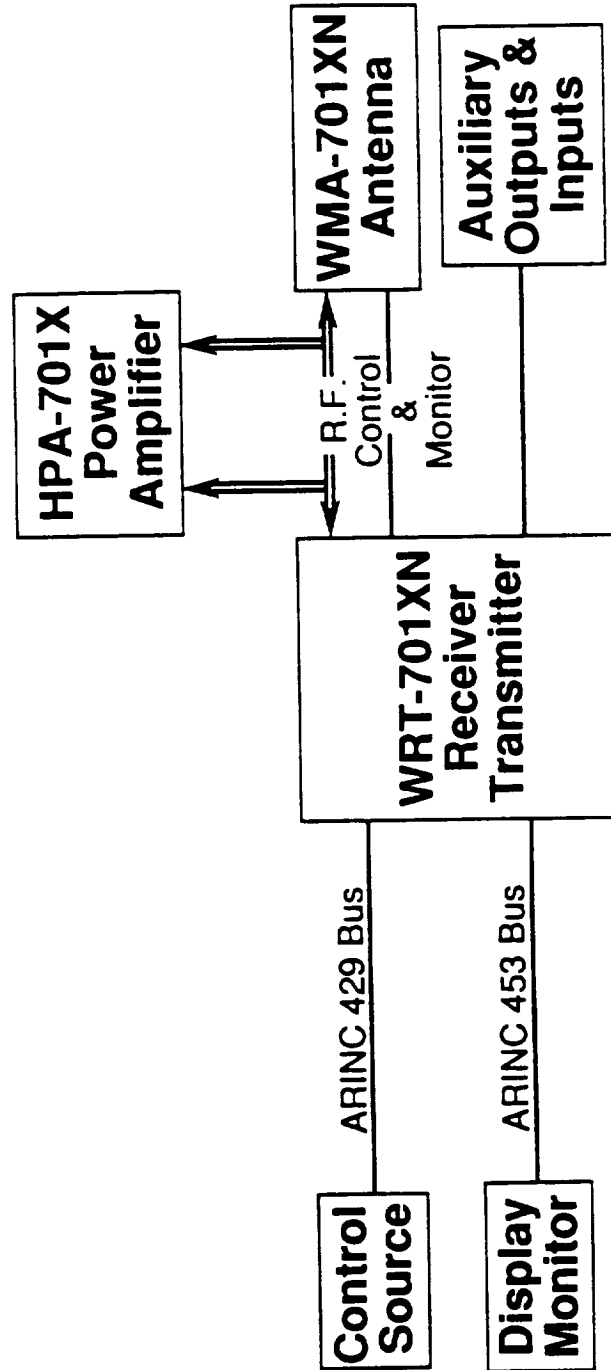 HPA-701X
Power
Amplifier
WMA-701XN
Antenna
R.F.
Control
&
Monitor
Auxiliary
Outputs &
Inputs
WRT-701XN
Receiver
Transmitter
ARINC 429 Bus
ARINC 453 Bus
Control
Source
Display
Monitor